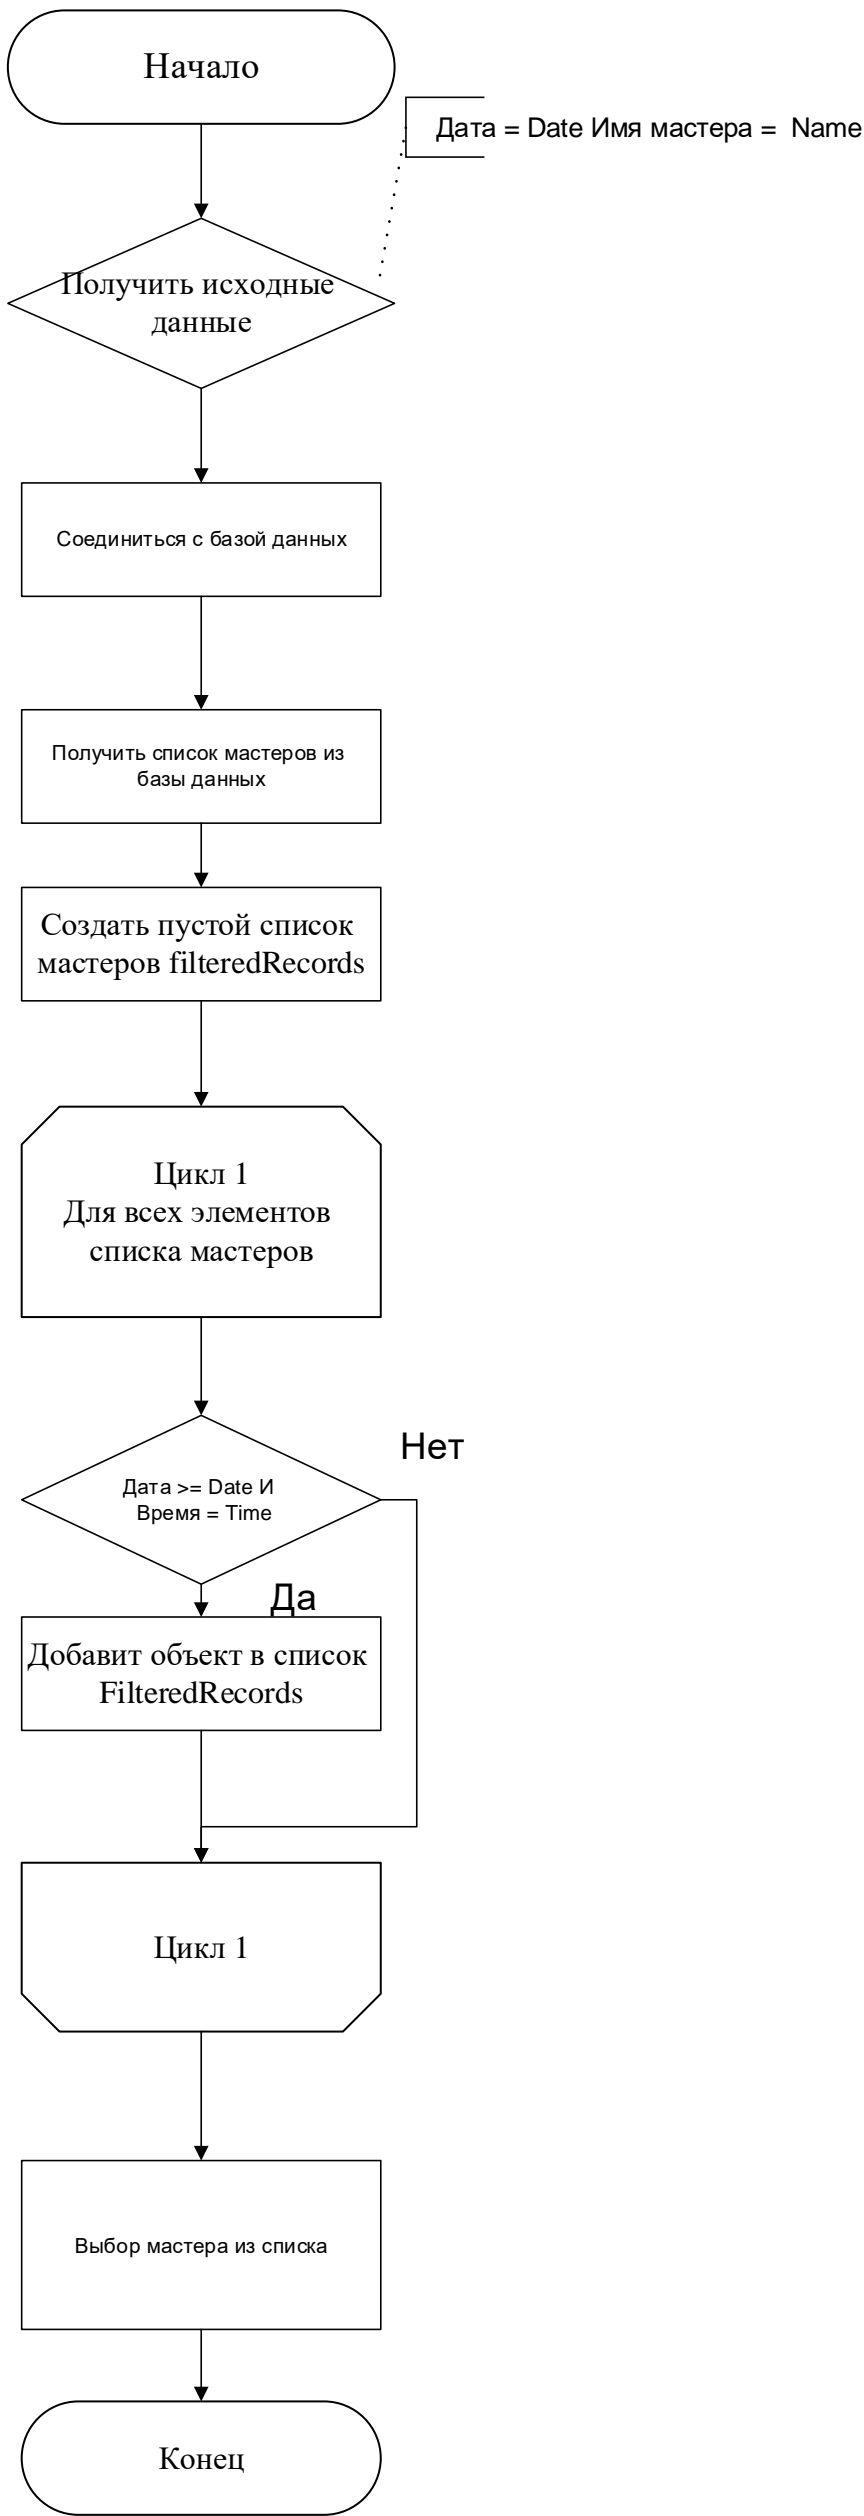 Начало
Дата = Date Имя мастера = Name
Получить исходные
данные
Соединиться с базой данных
Получить список мастеров из
базы данных
Создать пустой список
мастеров filteredRecords
Цикл 1
Для всех элементов
списка мастеров
Нет
Дата >= Date И
Время = Time
Да
Добавит объект в список
FilteredRecords
Цикл 1
Выбор мастера из списка
Конец